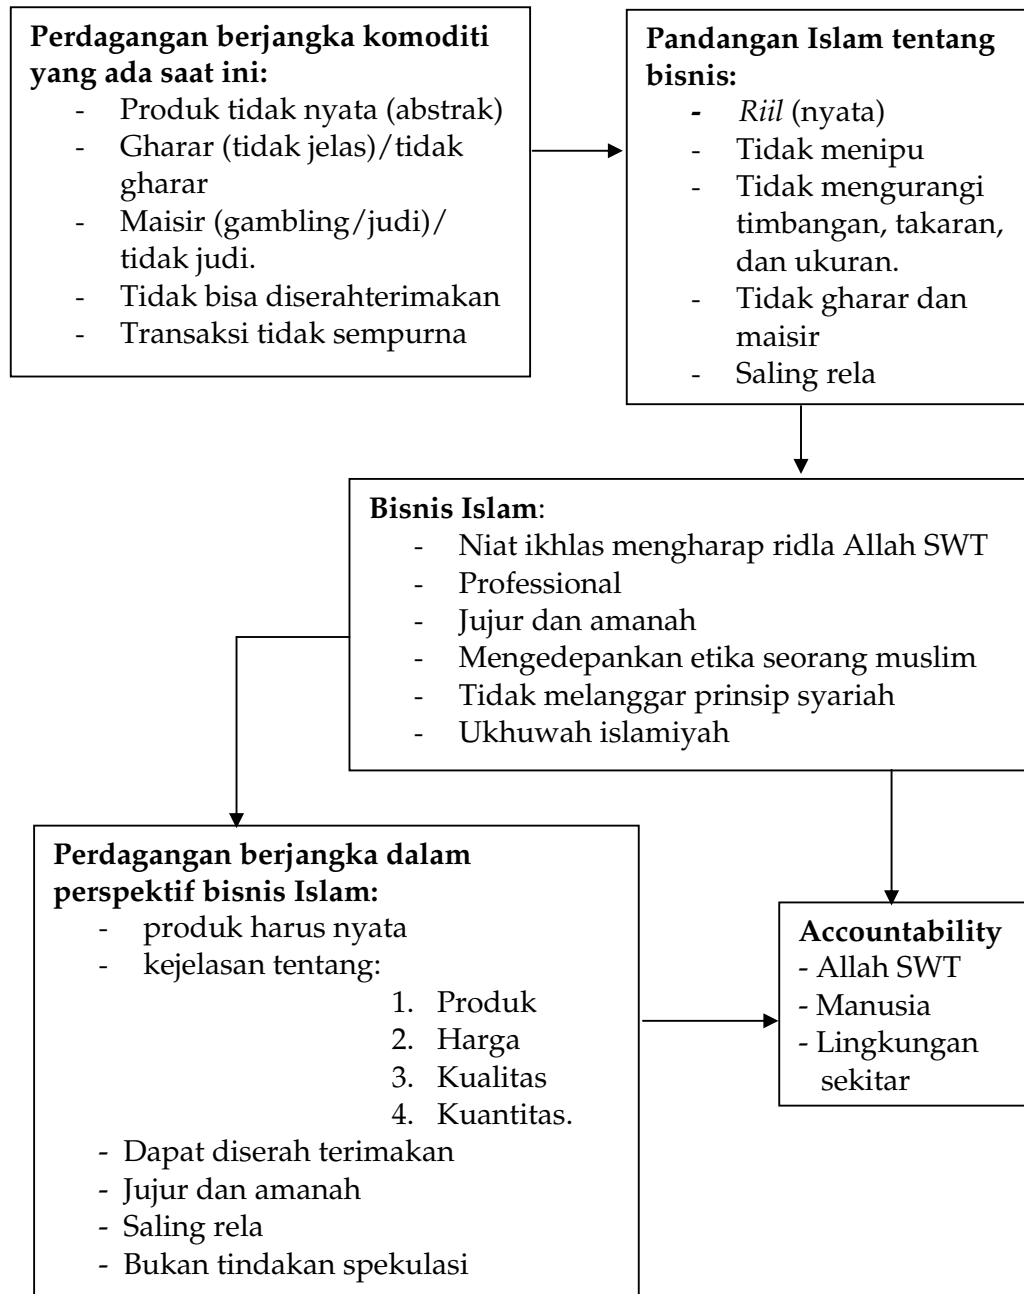 Perdagangan berjangka komoditi
yang ada saat ini:
- Produk tidak nyata (abstrak)
- Gharar (tidak jelas)/tidak
gharar
- Maisir (gambling/judi)/
tidak judi.
- Tidak bisa diserahterimakan
- Transaksi tidak sempurna
Pandangan Islam tentang
bisnis:
- Riil (nyata)
- Tidak menipu
- Tidak mengurangi
timbangan, takaran,
dan ukuran.
- Tidak gharar dan
maisir
- Saling rela
Bisnis Islam:
- Niat ikhlas mengharap ridla Allah SWT
- Professional
- Jujur dan amanah
- Mengedepankan etika seorang muslim
- Tidak melanggar prinsip syariah
- Ukhuwah islamiyah
Perdagangan berjangka dalam
perspektif bisnis Islam:
- produk harus nyata
- kejelasan tentang:
1. Produk
2. Harga
3. Kualitas
4. Kuantitas.
- Dapat diserah terimakan
- Jujur dan amanah
- Saling rela
- Bukan tindakan spekulasi
Accountability
- Allah SWT
- Manusia
- Lingkungan
sekitar